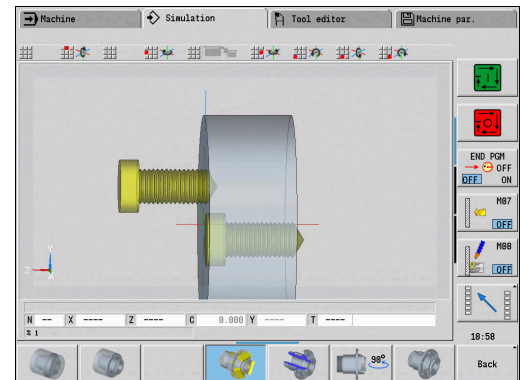 Machine
Simulation
Tool editor
Machine par.
END PGM
OFF
OFF ON
M07
OFF
M08
OFF
Y
Z
X
N -- X ---- Z ---- C 0.000 Y ---- T ----
% 1
10:58
90°
Back